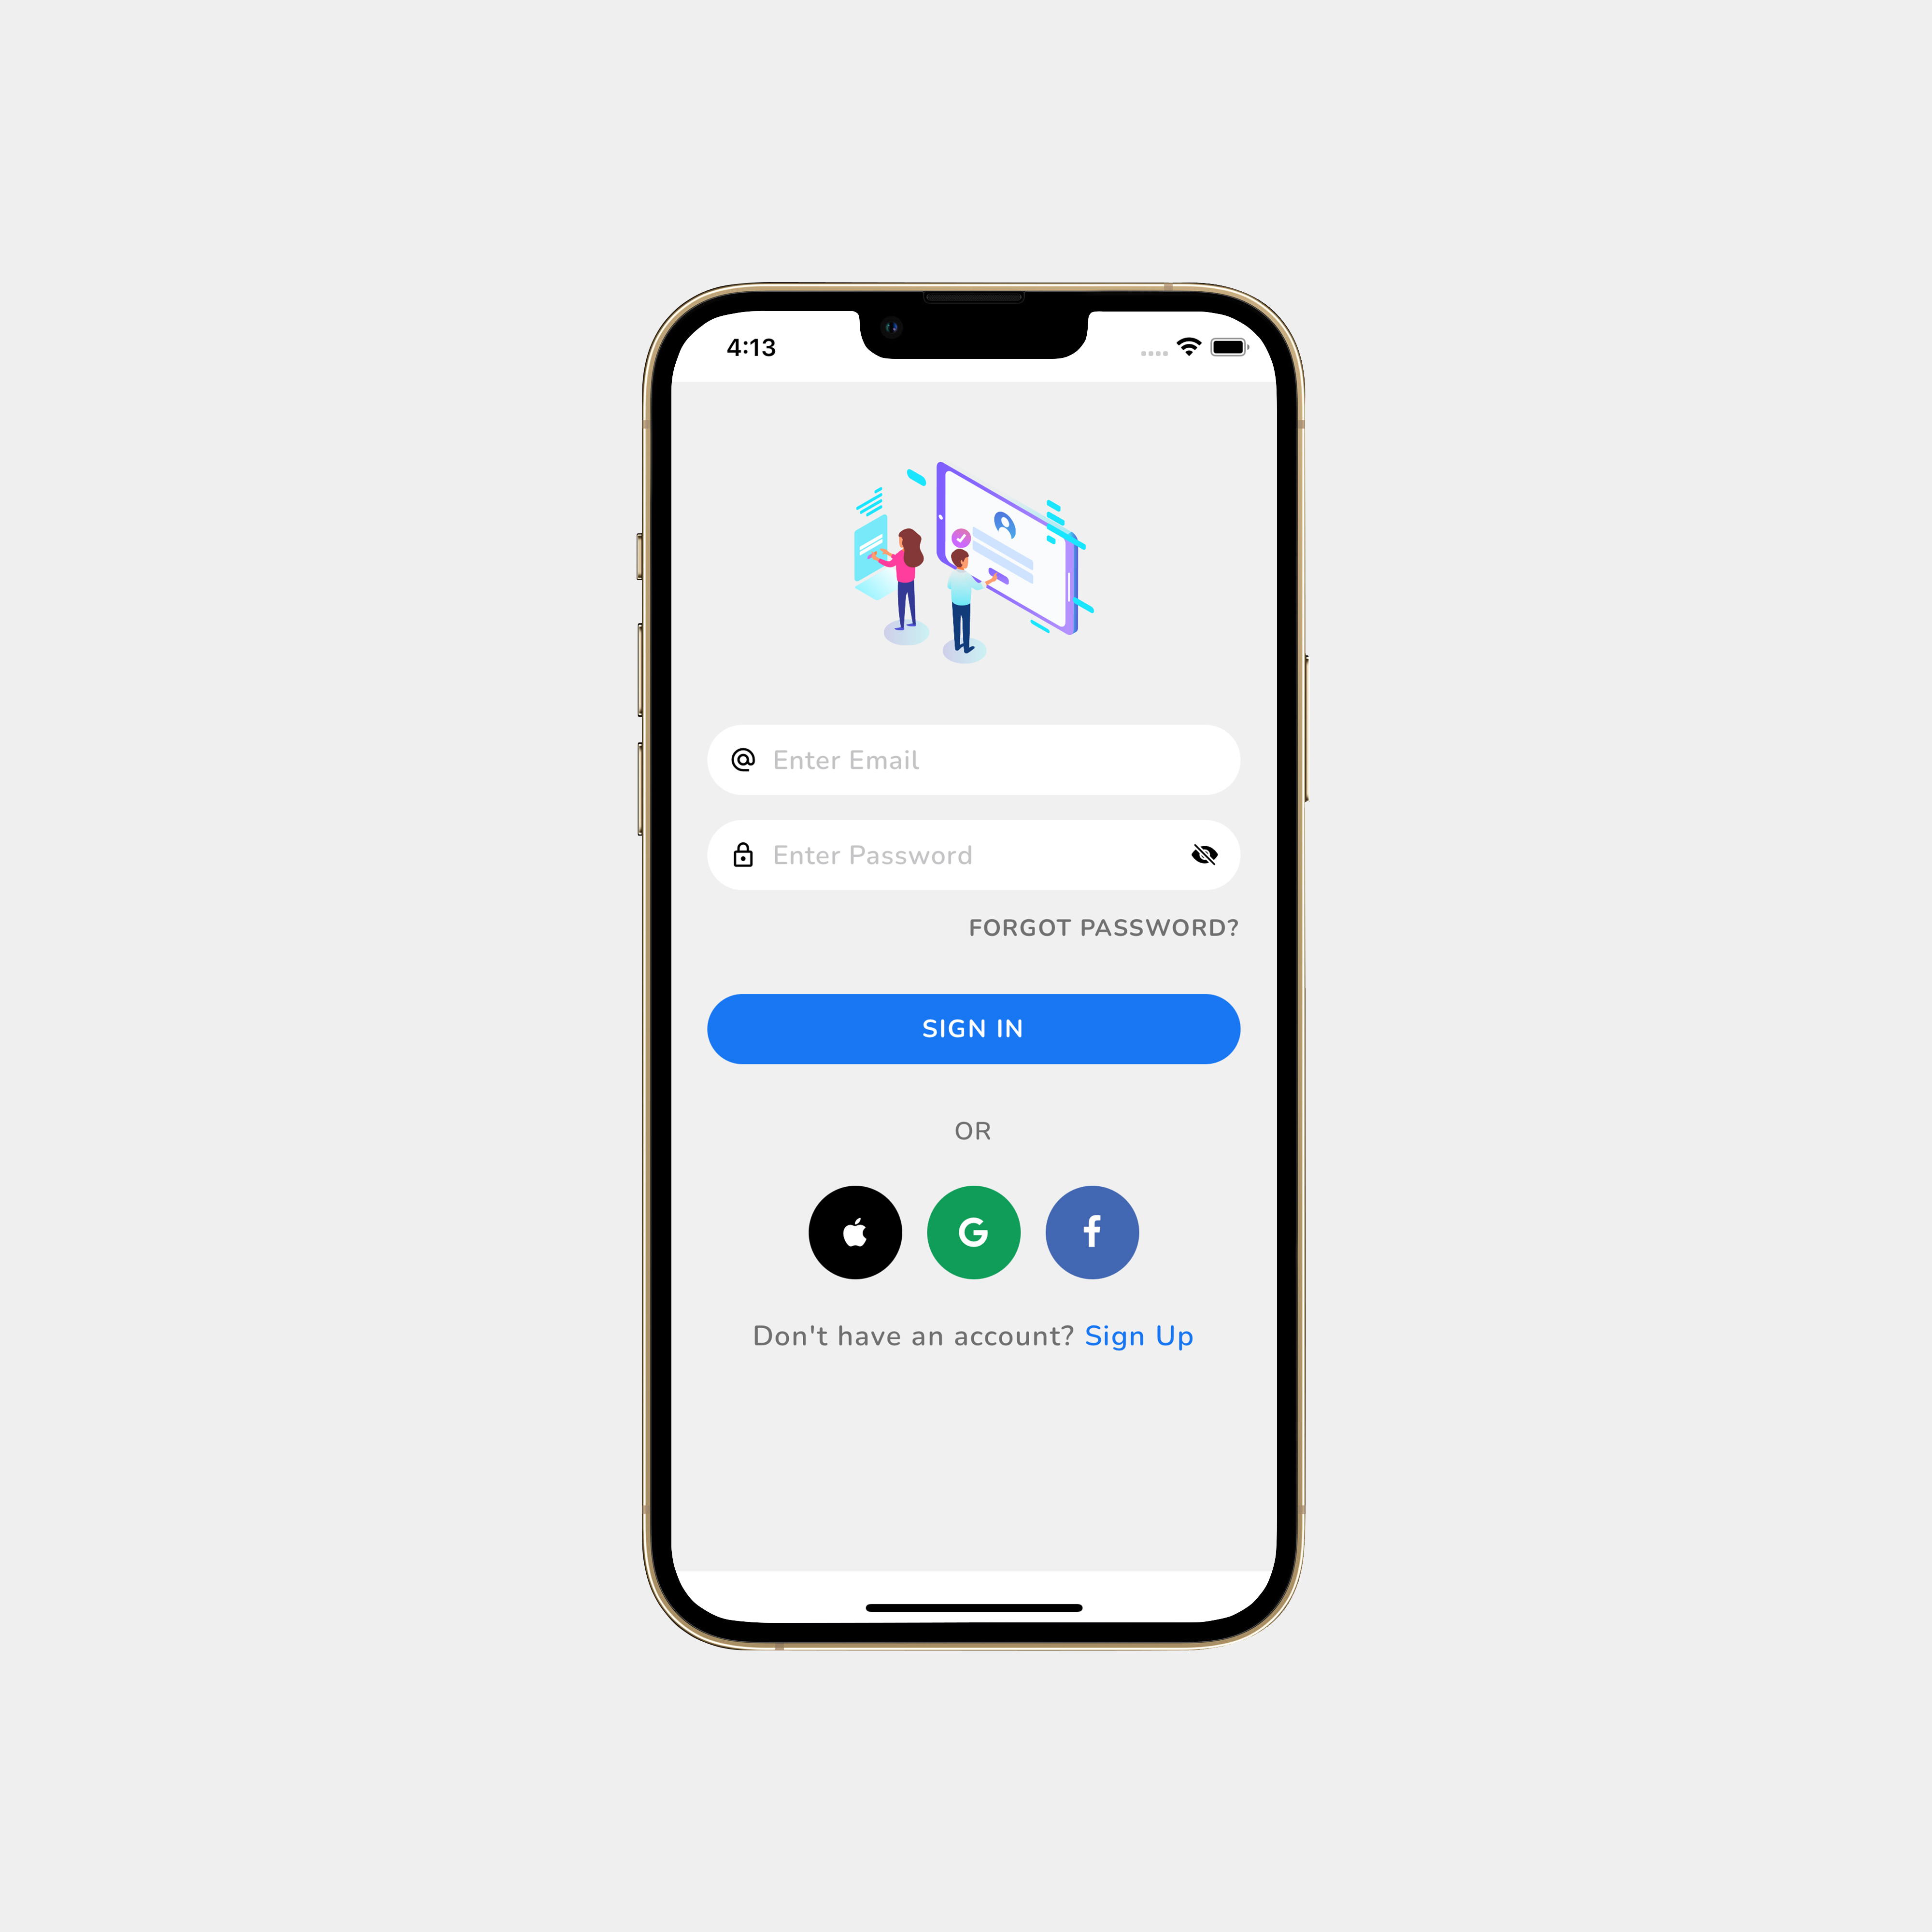 4:13
Enter Email
Enter Password
FORGOT PASSWORD?
SIGN IN
OR
Don't have an account? Sign Up